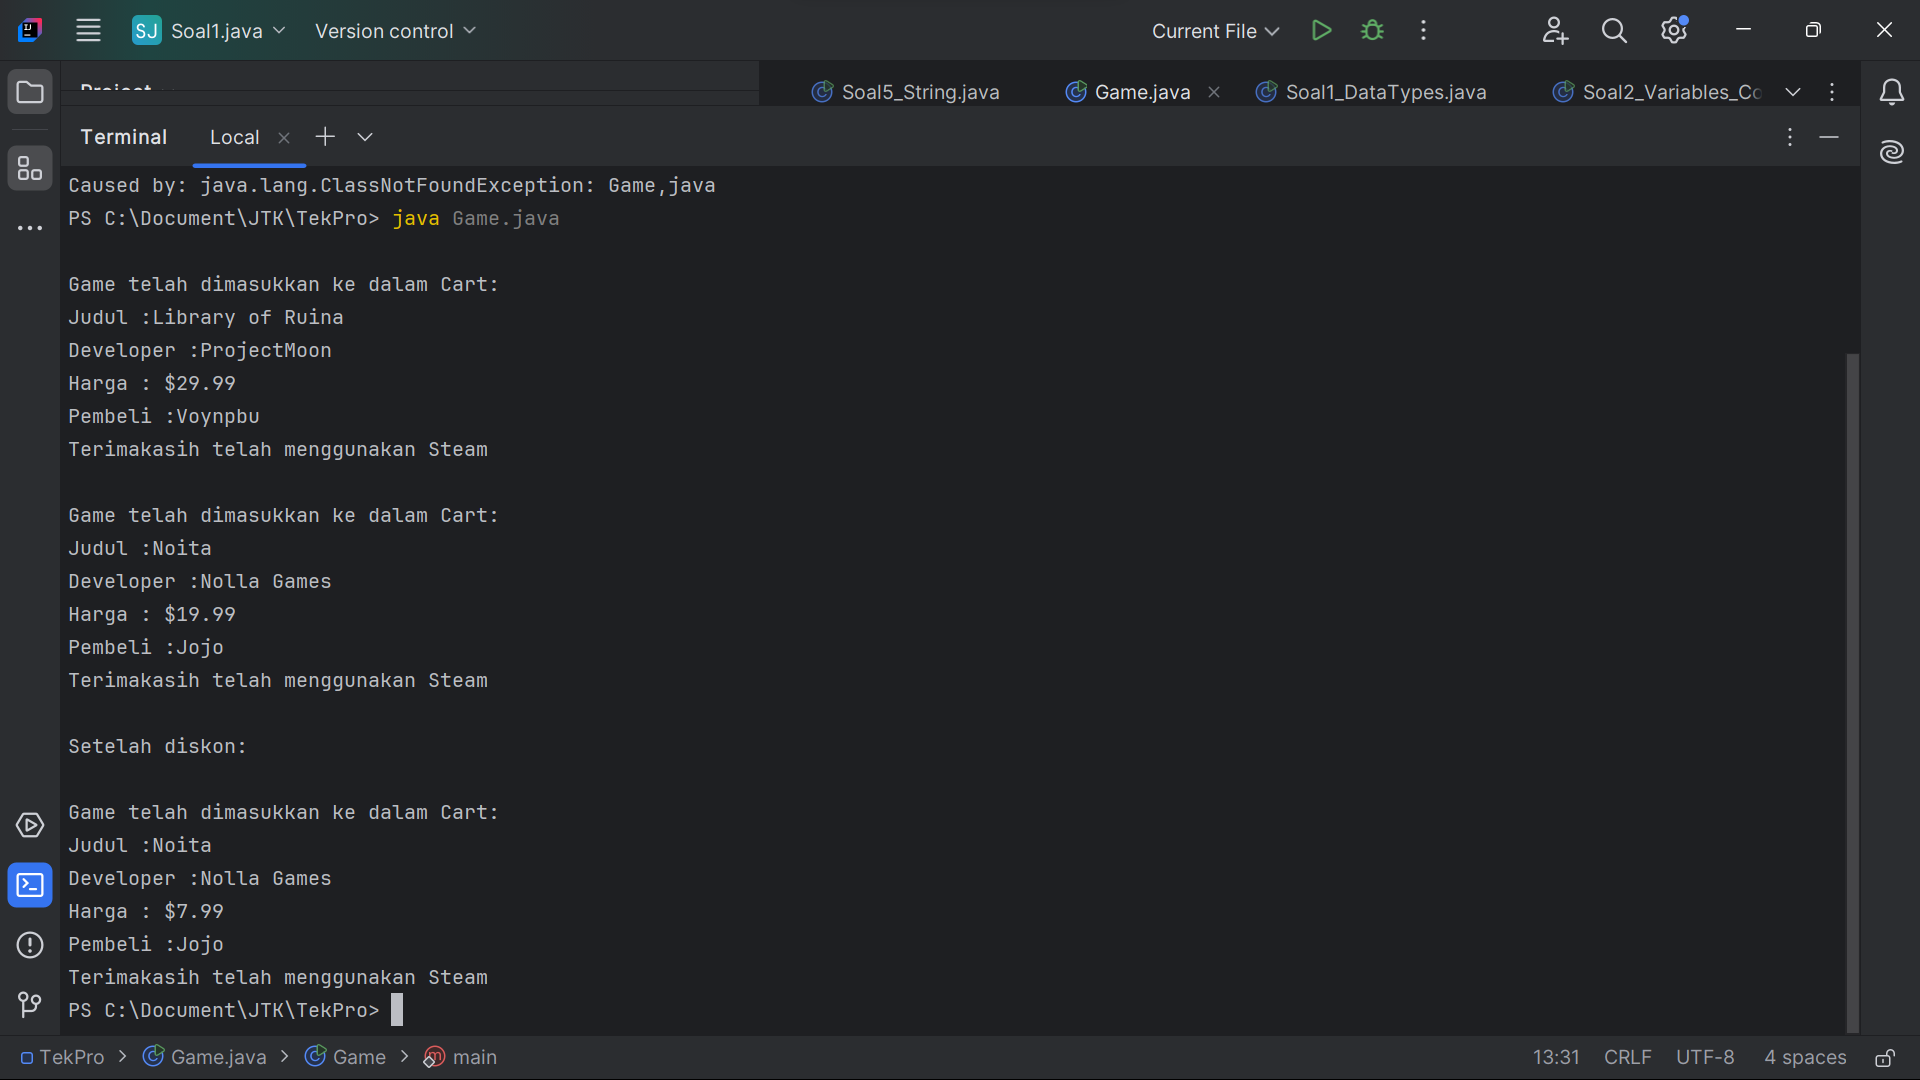 SJ Soal1.java Version control Current File
Project Soal5_String.java Game.java Soal1_DataTypes.java Soal2_Variables_Co
Terminal Local
Caused by: java.lang.ClassNotFoundException: Game,java
PS C:\Document\JTK\TekPro> java Game.java
Game telah dimasukkan ke dalam Cart:
Judul :Library of Ruina
Developer :ProjectMoon
Harga : $29.99
Pembeli :Voynpbu
Terimakasih telah menggunakan Steam
Game telah dimasukkan ke dalam Cart:
Judul :Noita
Developer :Nolla Games
Harga : $19.99
Pembeli :Jojo
Terimakasih telah menggunakan Steam
Setelah diskon:
Game telah dimasukkan ke dalam Cart:
Judul :Noita
Developer :Nolla Games
Harga : $7.99
Pembeli :Jojo
Terimakasih telah menggunakan Steam
PS C:\Document\JTK\TekPro>
TekPro > Game.java > Game > main 13:31 CRLF UTF-8 4 spaces